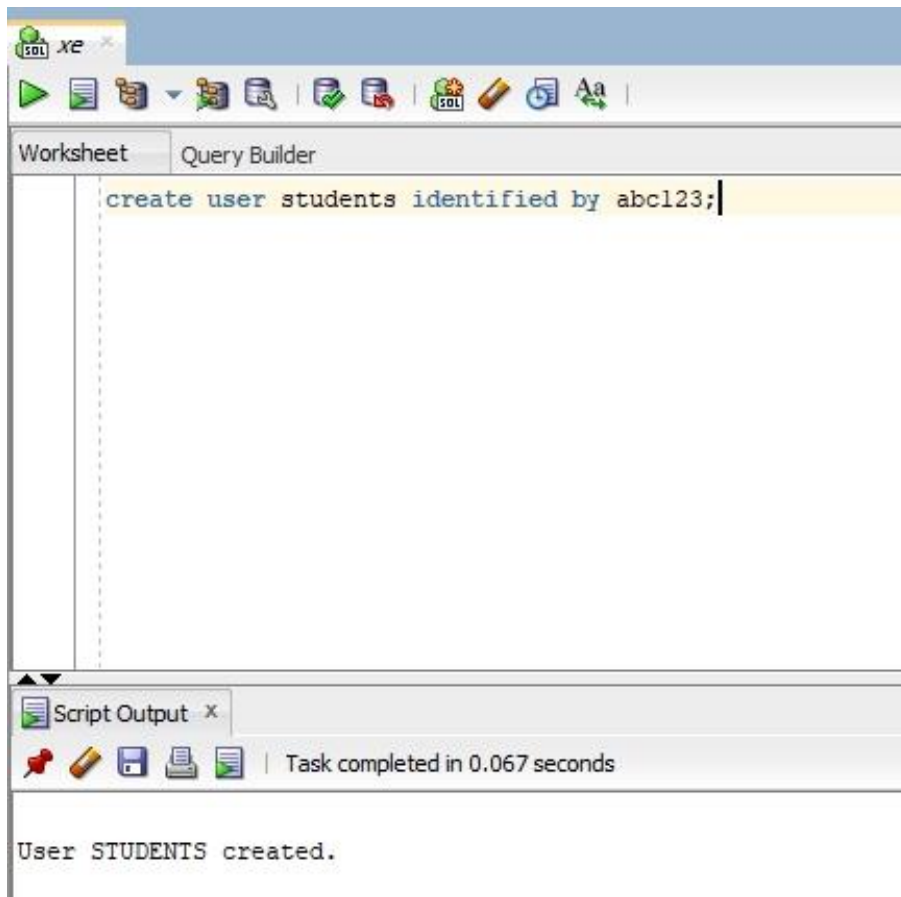 xe
Worksheet Query Builder
create user students identified by abc123;
Script Output x
Task completed in 0.067 seconds
User STUDENTS created.